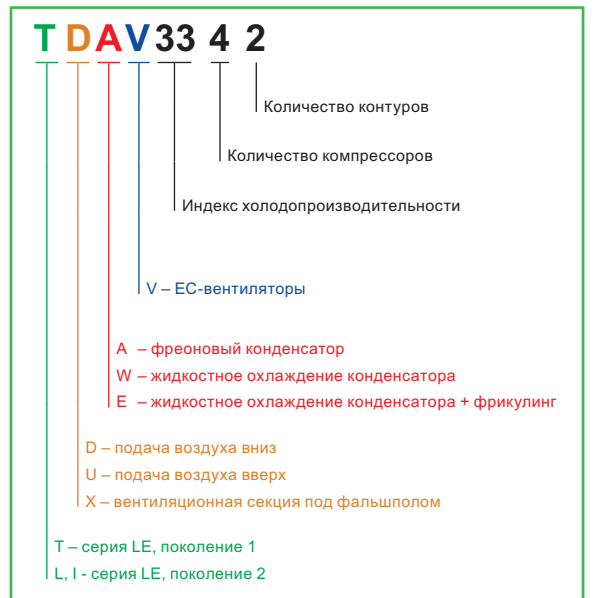 T D A V 33 4 2
Количество контуров
Количество компрессоров
Индекс холодопроизводительности
V – EC-вентиляторы
A – фреоновый конденсатор
W – жидкостное охлаждение конденсатора
E – жидкостное охлаждение конденсатора + фрикулинг
D – подача воздуха вниз
U – подача воздуха вверх
X – вентиляционная секция под фальшполом
T – серия LE, поколение 1
L, I - серия LE, поколение 2